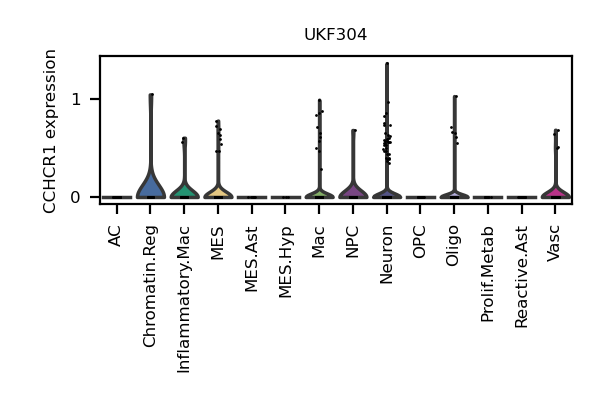 UKF304
CCHCR1 expression
1
0
AC
Chromatin.Reg
Inflammatory.Mac
MES
MES.Ast
MES.Hyp
Mac
NPC
Neuron
OPC
Oligo
Prolif.Metab
Reactive.Ast
Vasc